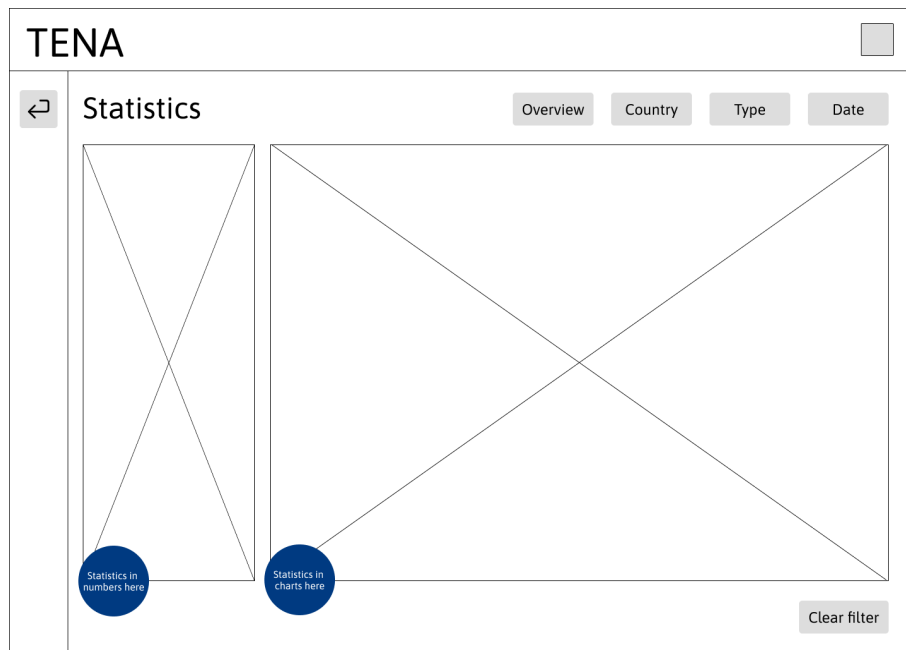 TENA
Statistics
Overview
Country
Type
Date
Statistics in
numbers here
Statistics in
charts here
Clear filter